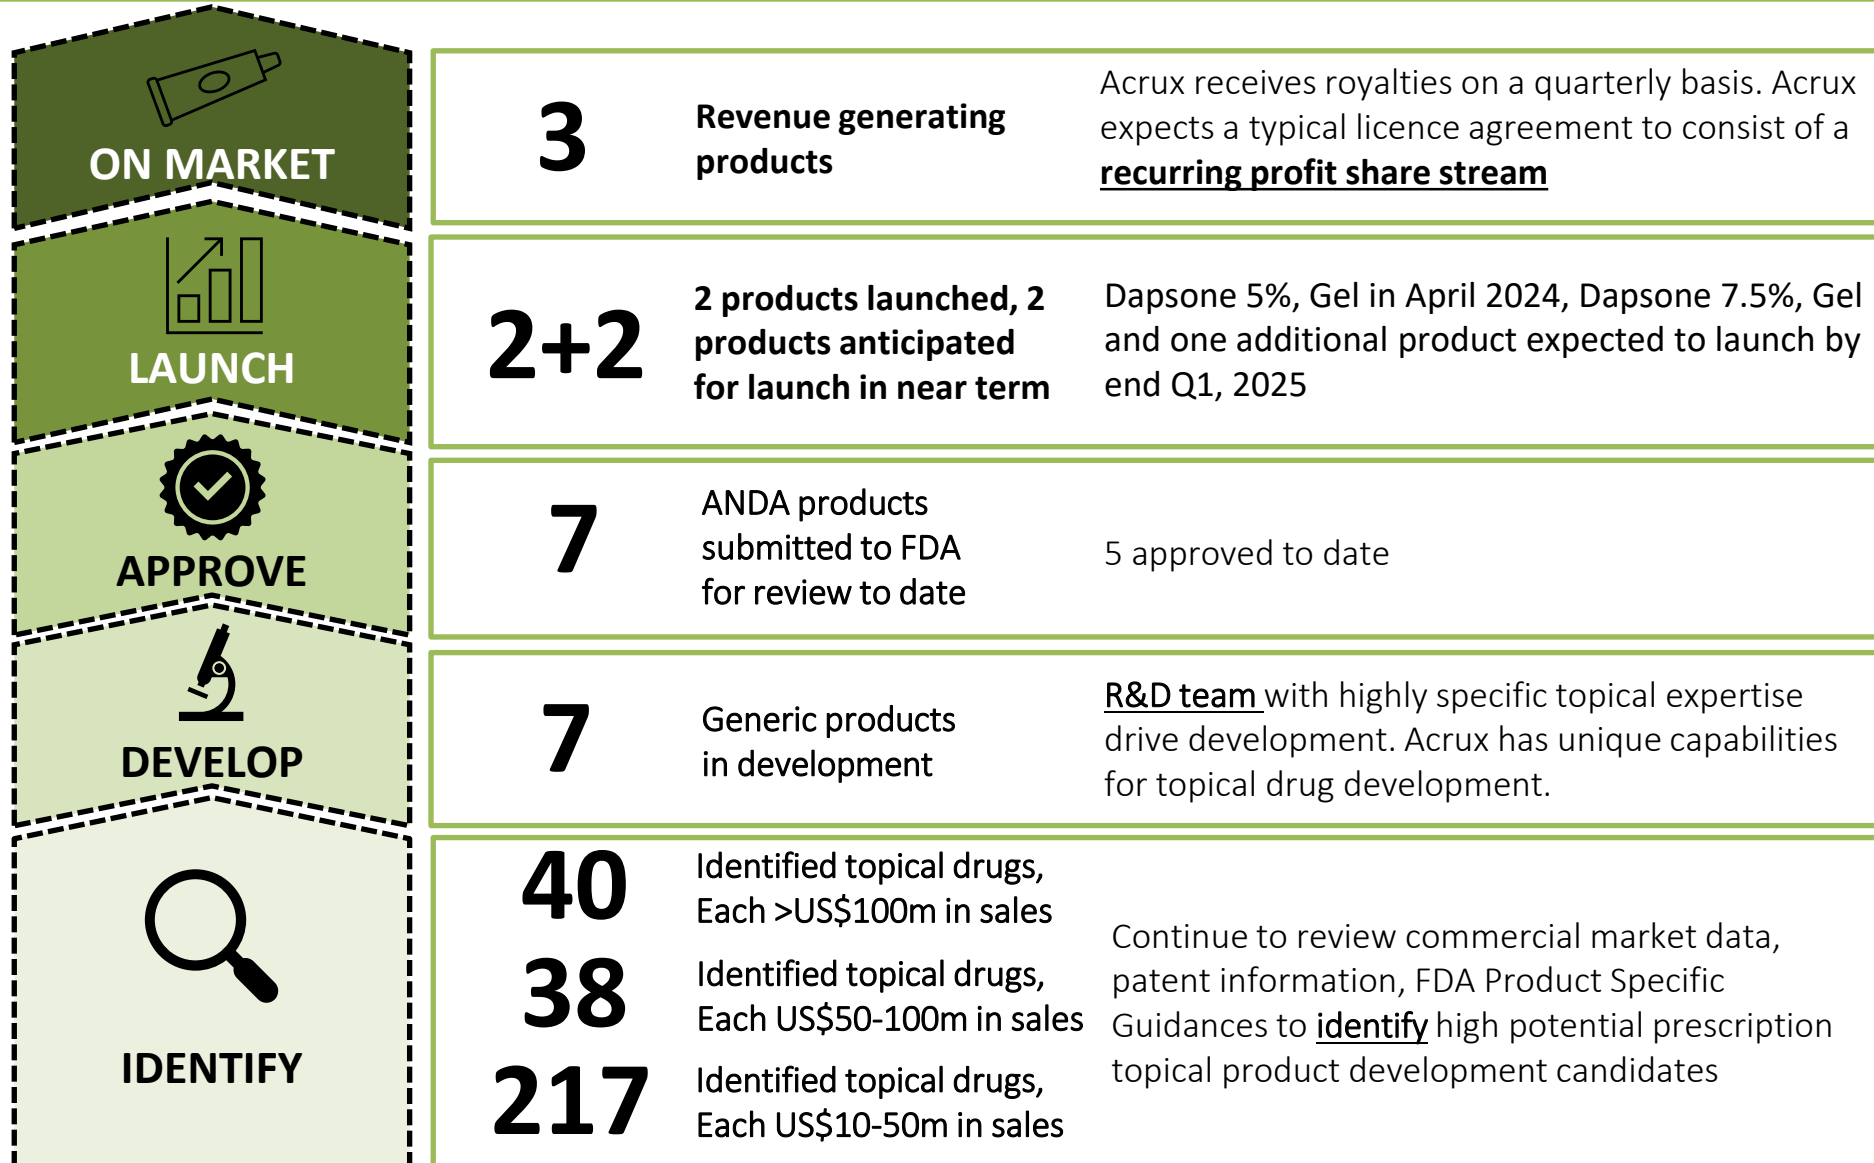 ON MARKET
3
Revenue generating
products
Acrux receives royalties on a quarterly basis. Acrux
expects a typical licence agreement to consist of a
recurring profit share stream
LAUNCH
2+2
2 products launched, 2
products anticipated
for launch in near term
Dapsone 5%, Gel in April 2024, Dapsone 7.5%, Gel
and one additional product expected to launch by
end Q1, 2025
APPROVE
7
ANDA products
submitted to FDA
for review to date
5 approved to date
DEVELOP
7
Generic products
in development
R&D team with highly specific topical expertise
drive development. Acrux has unique capabilities
for topical drug development.
IDENTIFY
40
Identified topical drugs,
Each >US$100m in sales
38
Identified topical drugs,
Each US$50-100m in sales
217
Identified topical drugs,
Each US$10-50m in sales
Continue to review commercial market data,
patent information, FDA Product Specific
Guidances to identify high potential prescription
topical product development candidates